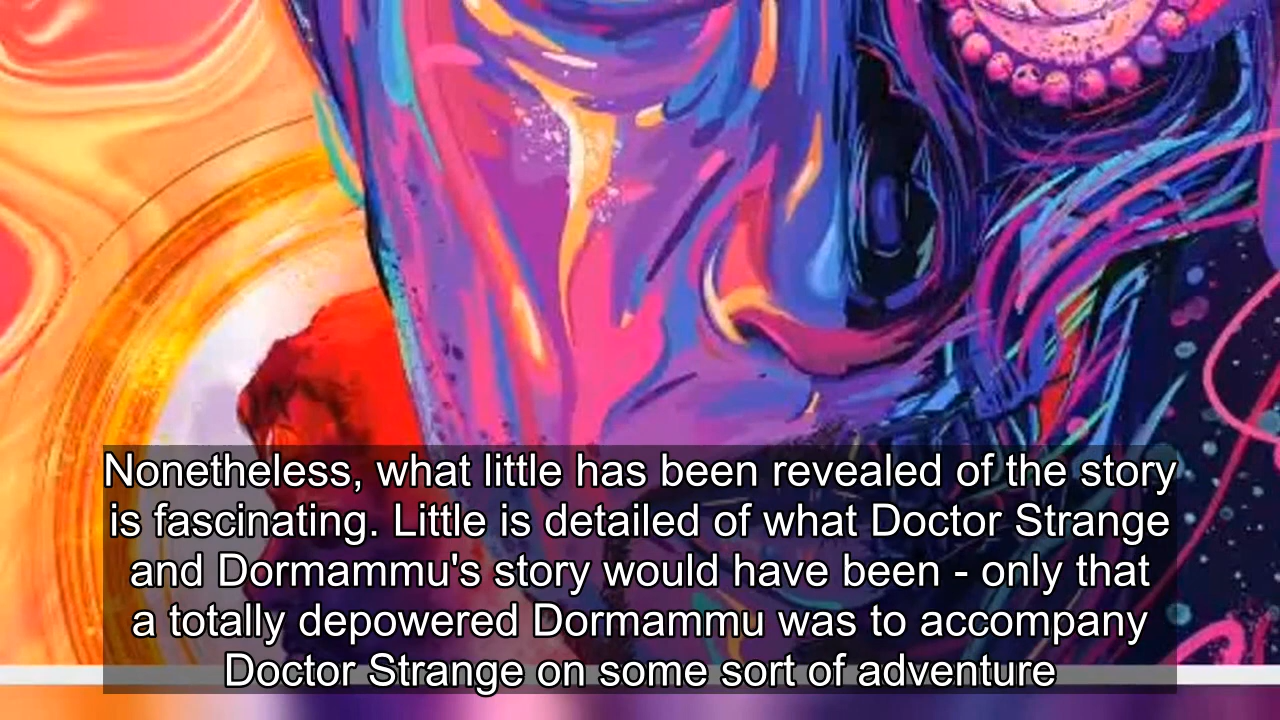 Nonetheless, what little has been revealed of the story
is fascinating. Little is detailed of what Doctor Strange
and Dormammu's story would have been - only that
a totally depowered Dormammu was to accompany
Doctor Strange on some sort of adventure